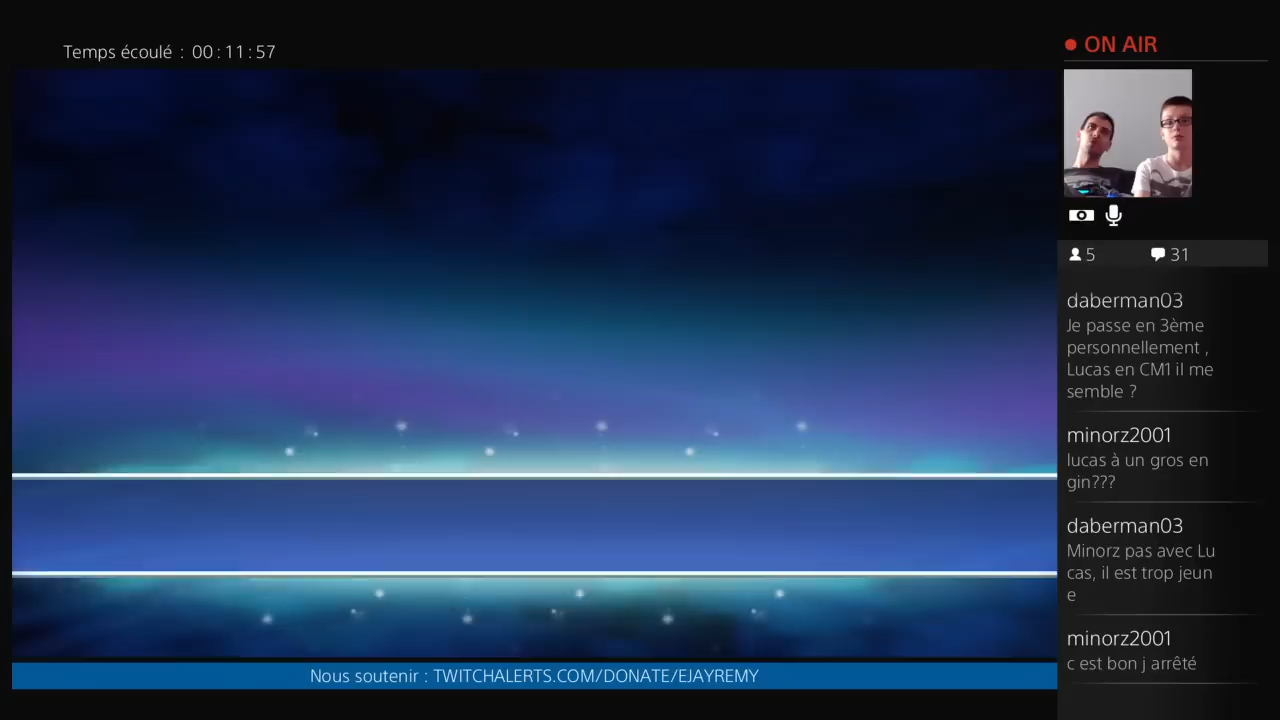 Temps écoulé : 00:11:57
ON AIR
5
31
daberman03
Je passe en 3ème
personnellement ,
Lucas en CM1 il me
semble ?
minorz2001
lucas à un gros en
gin???
daberman03
Minorz pas avec Lu
cas, il est trop jeun
e
minorz2001
c est bon j arrêté
Nous soutenir : TWITCHALERTS.COM/DONATE/EJAYREMY